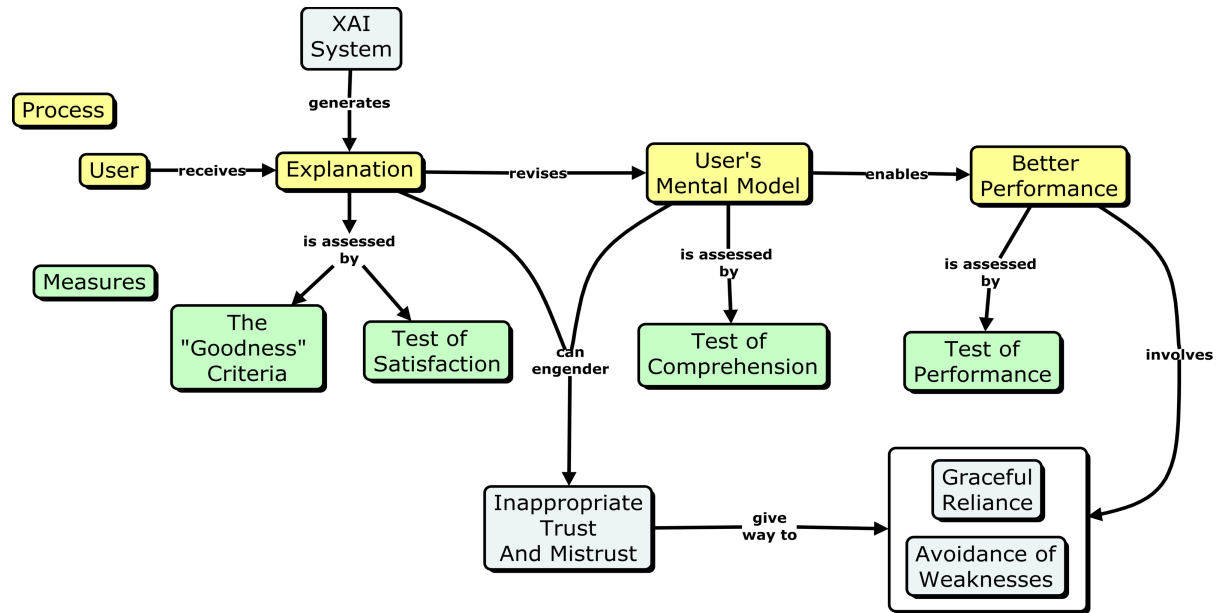 XAI
System
generates
Process
User
receives
Explanation
revises
User's
Mental Model
enables
Better
Performance
is assessed
by
is assessed
by
is assessed
by
Measures
The
"Goodness"
Criteria
Test of
Satisfaction
can
engender
Test of
Comprehension
Test of
Performance
involves
Inappropriate
Trust
And Mistrust
give
way to
Graceful
Reliance
Avoidance of
Weaknesses